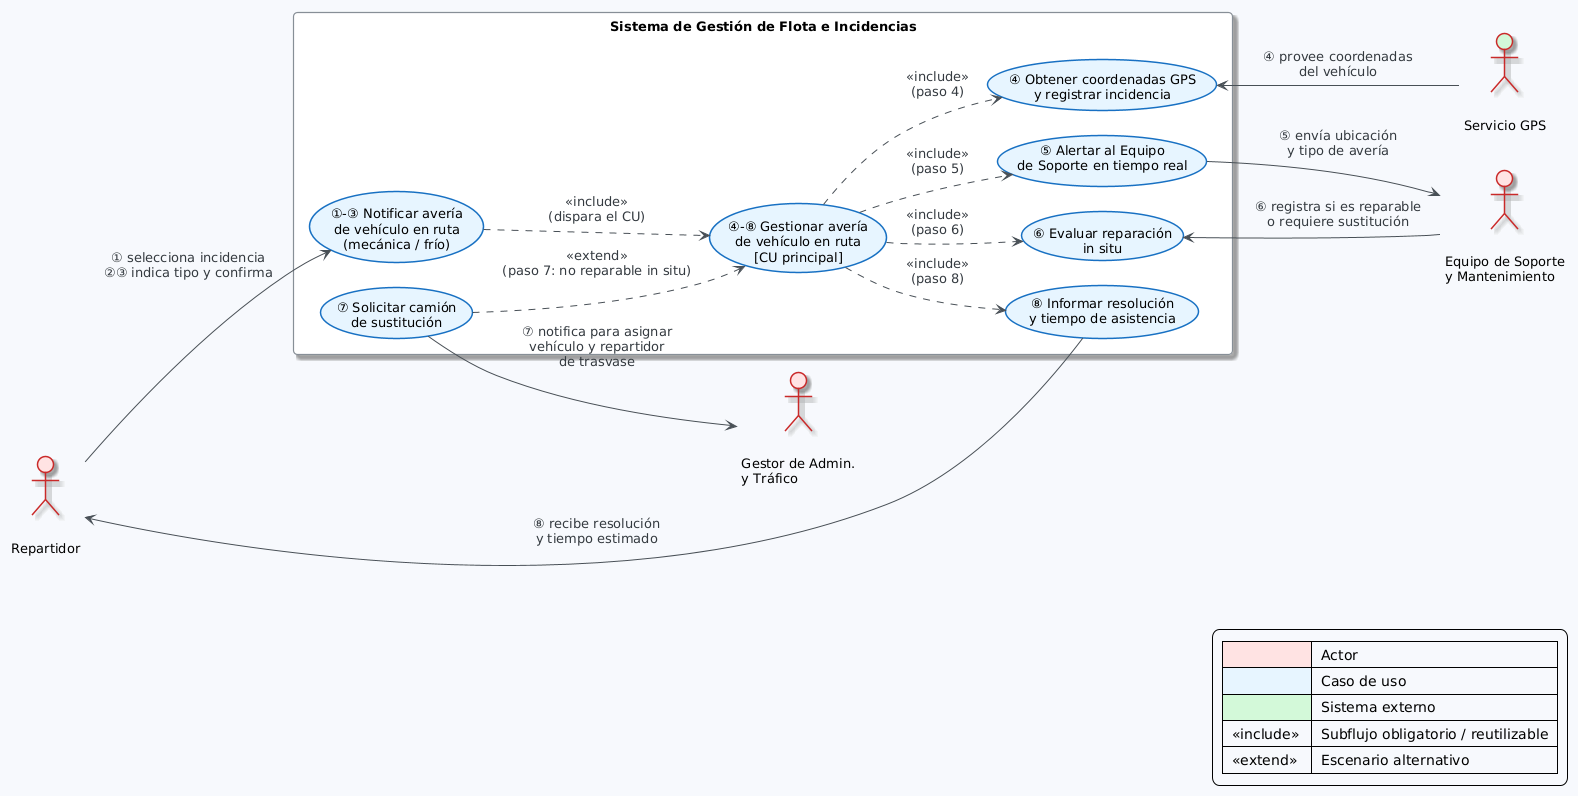 Sistema de Gestión de Flota e Incidencias
①-③ Notificar avería
de vehículo en ruta
(mecánica / frío)
⑦ Solicitar camión
de sustitución
④-⑧ Gestionar avería
de vehículo en ruta
[CU principal]
④ Obtener coordenadas GPS
y registrar incidencia
⑤ Alertar al Equipo
de Soporte en tiempo real
⑥ Evaluar reparación
in situ
⑧ Informar resolución
y tiempo de asistencia
«include»
(dispara el CU)
«extend»
(paso 7: no reparable in situ)
«include»
(paso 4)
«include»
(paso 5)
«include»
(paso 6)
«include»
(paso 8)
④ provee coordenadas
del vehículo
⑤ envía ubicación
y tipo de avería
⑥ registra si es reparable
o requiere sustitución
Servicio GPS
Equipo de Soporte
y Mantenimiento
① selecciona incidencia
②③ indica tipo y confirma
⑦ notifica para asignar
vehículo y repartidor
de trasvase
Gestor de Admin.
y Tráfico
⑧ recibe resolución
y tiempo estimado
Repartidor
Actor
Caso de uso
Sistema externo
«include» Subflujo obligatorio / reutilizable
«extend» Escenario alternativo